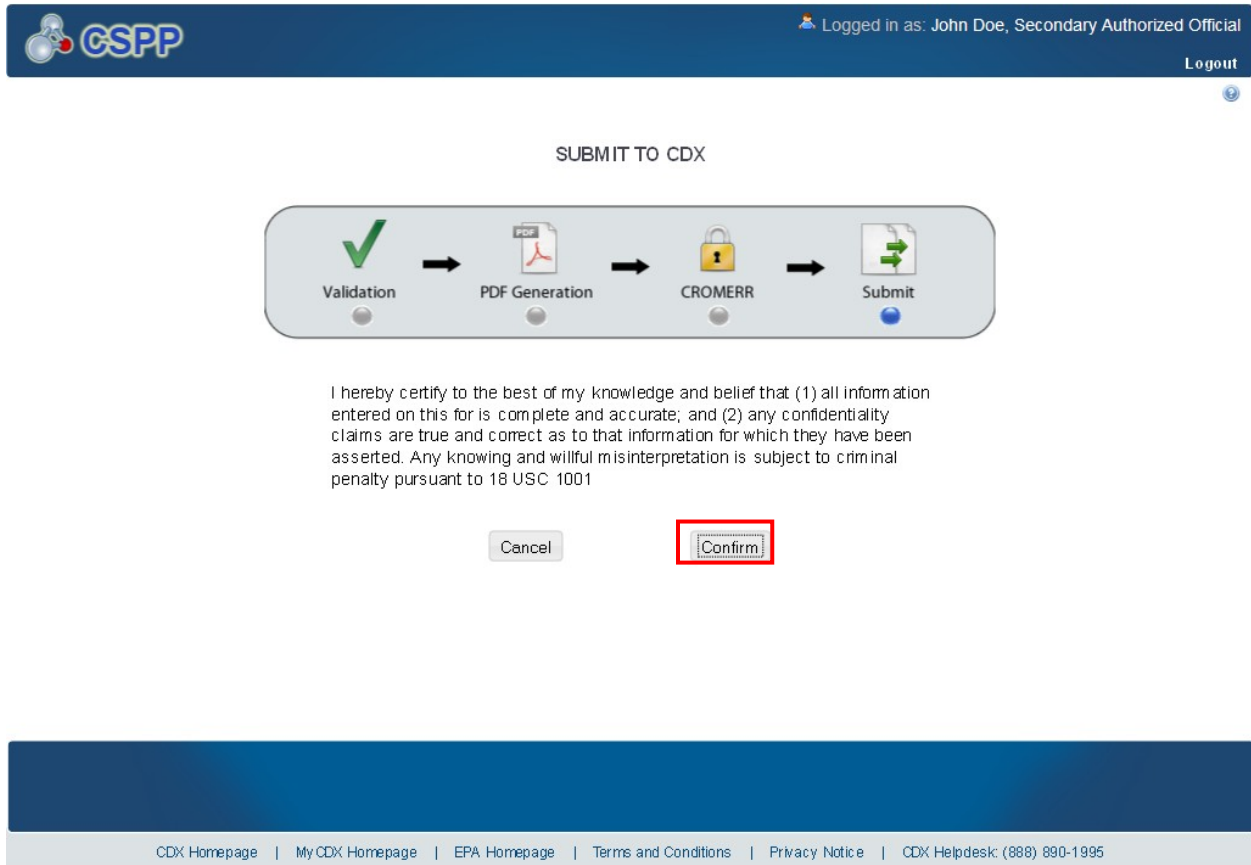 CSPP
Logged in as: John Doe, Secondary Authorized Official
Logout
SUBMIT TO CDX
PDF
Validation
PDF Generation
CROMERR
Submit
I hereby certify to the best of my knowledge and belief that (1) all information
entered on this for is complete and accurate; and (2) any confidentiality
claims are true and correct as to that information for which they have been
asserted. Any knowing and willful misinterpretation is subject to criminal
penalty pursuant to 18 USC 1001
Cancel
Confirm
CDX Homepage | MyCDX Homepage | EPA Homepage | Terms and Conditions | Privacy Notice | CDX Helpdesk: (888) 890-1995